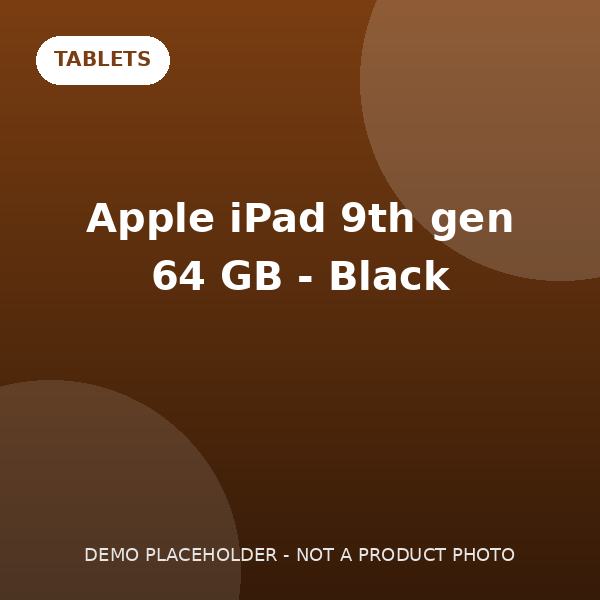 TABLETS
Apple iPad 9th gen
64 GB - Black
DEMO PLACEHOLDER - NOT A PRODUCT PHOTO